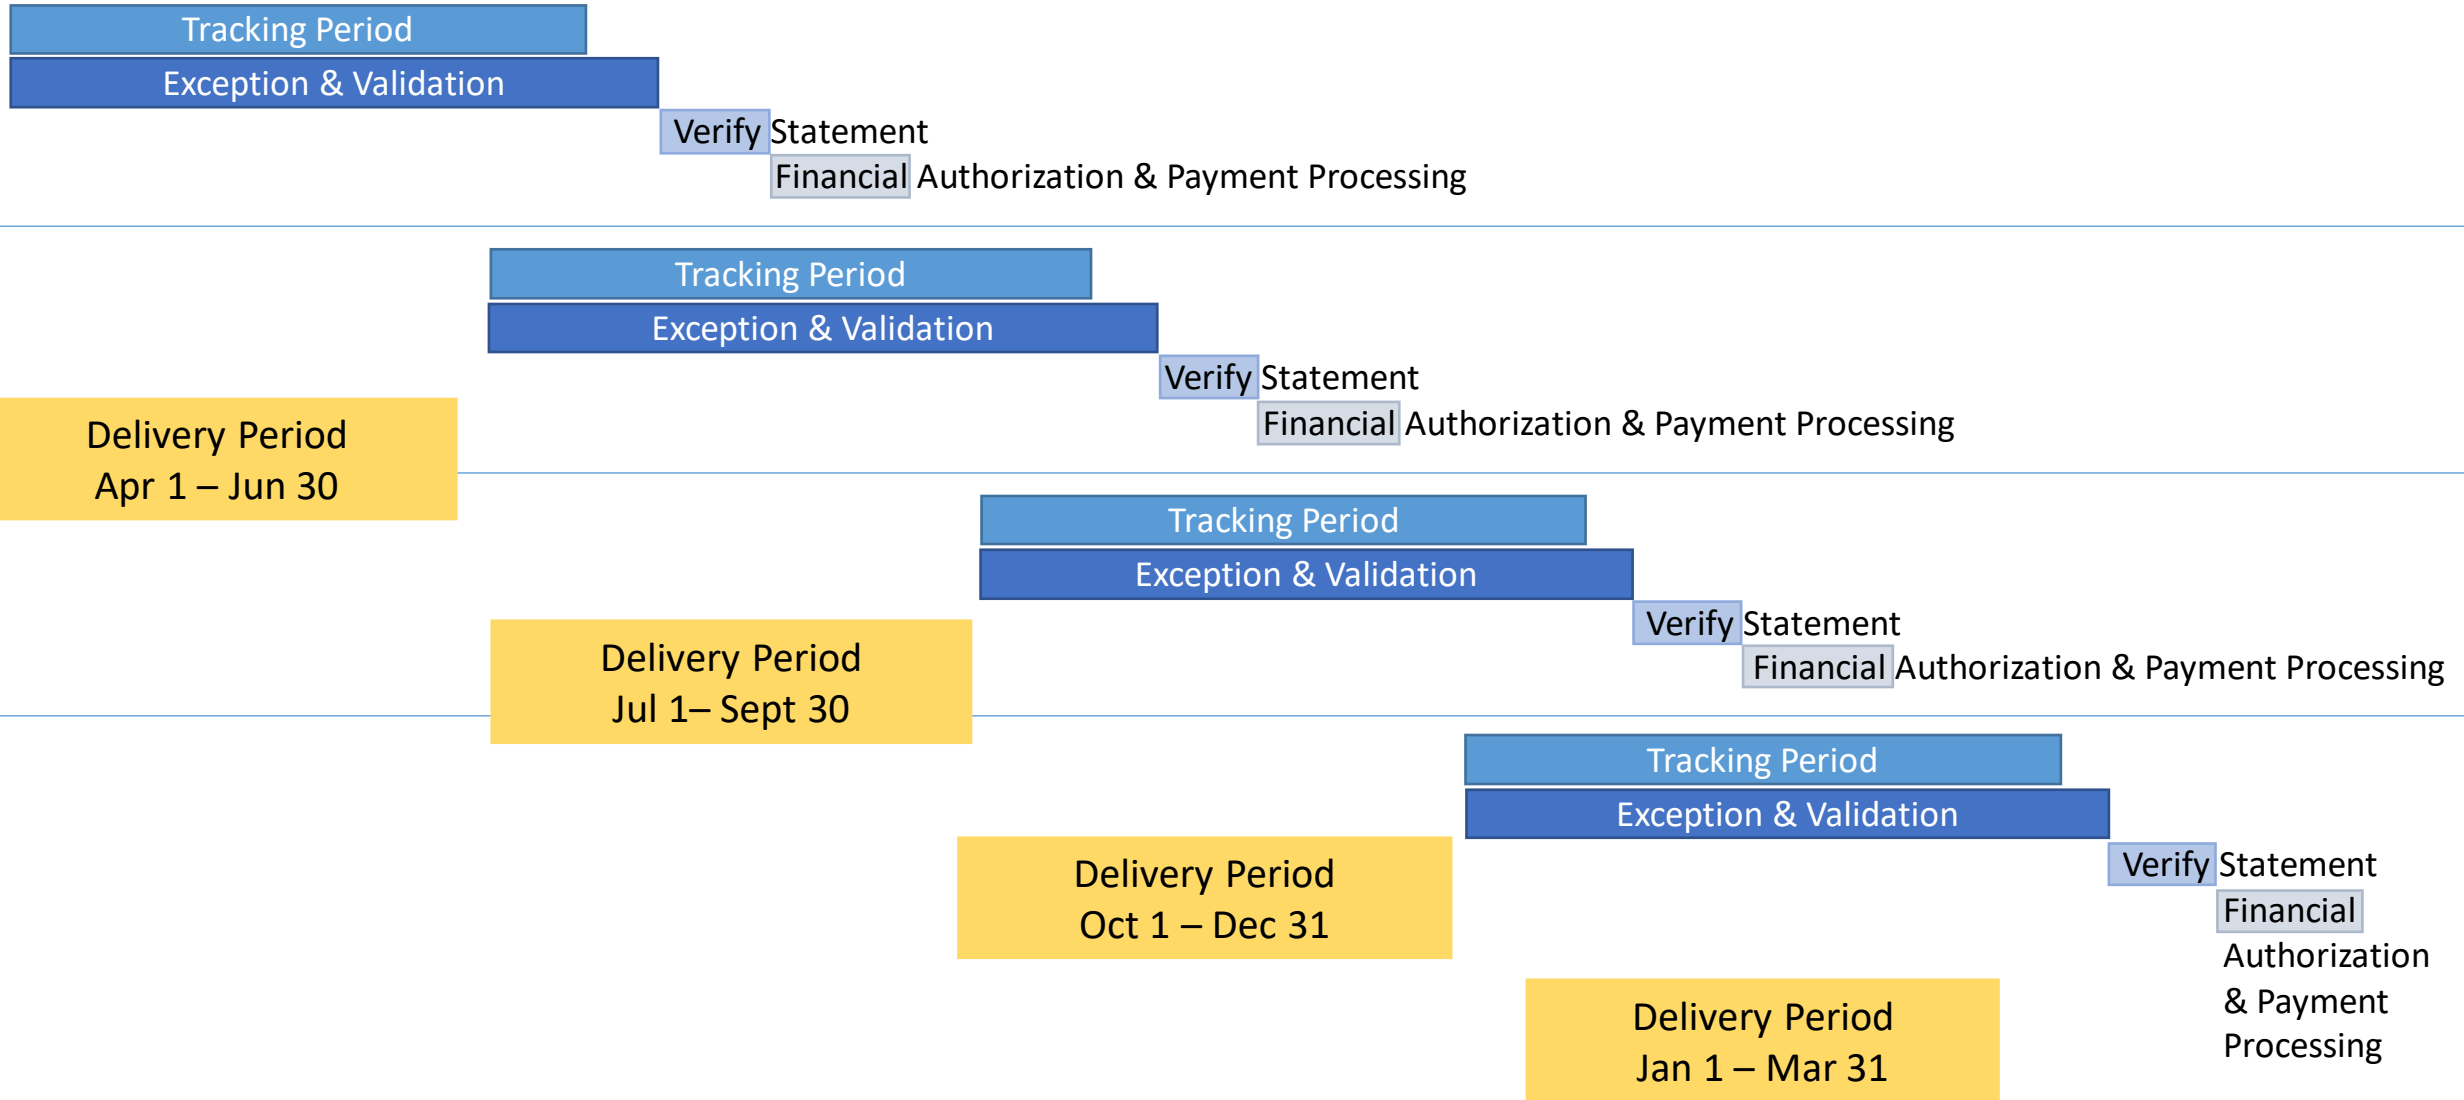 Tracking Period
Exception & Validation
Verify Statement
Financial Authorization & Payment Processing
Tracking Period
Exception & Validation
Verify Statement
Financial Authorization & Payment Processing
Delivery Period
Apr 1 – Jun 30
Tracking Period
Exception & Validation
Verify Statement
Financial Authorization & Payment Processing
Delivery Period
Jul 1– Sept 30
Tracking Period
Exception & Validation
Verify Statement
Financial
Authorization
& Payment
Processing
Delivery Period
Oct 1 – Dec 31
Delivery Period
Jan 1 – Mar 31